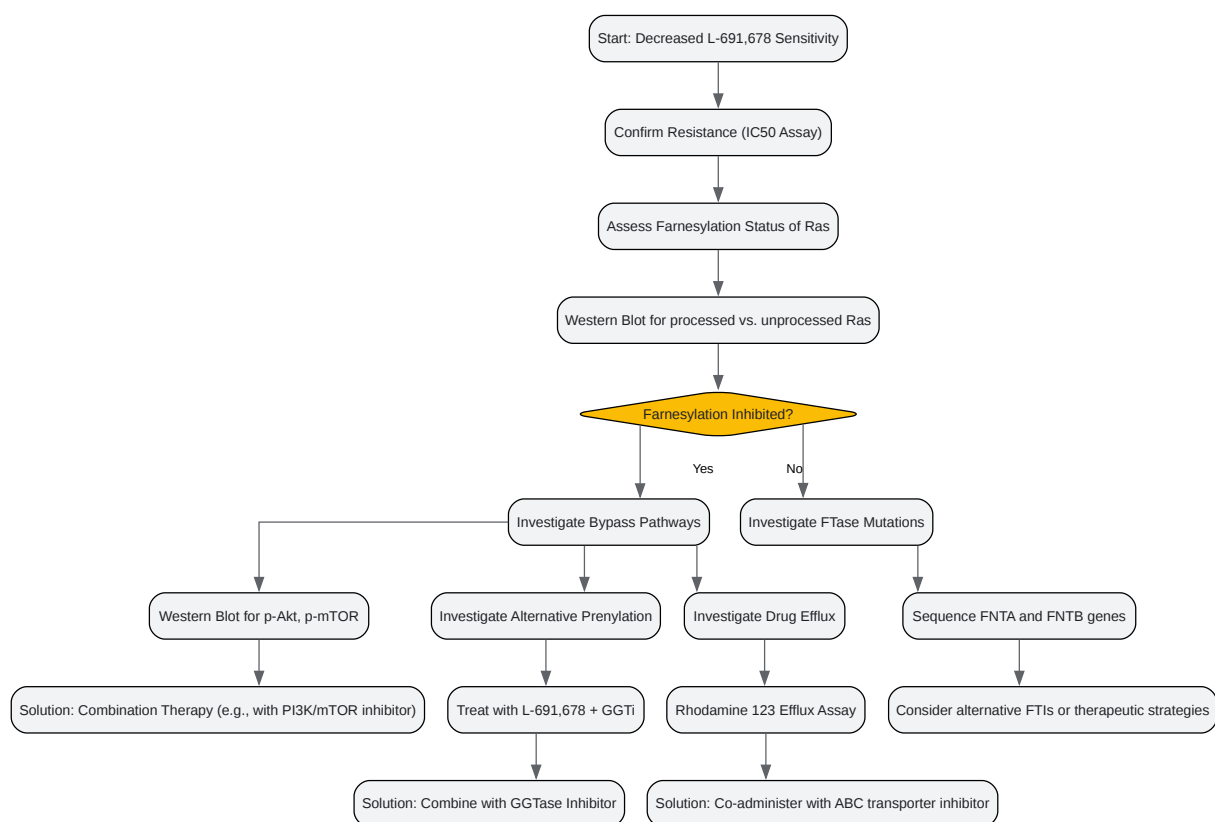 Start: Decreased L-691,678 Sensitivity
Confirm Resistance (IC50 Assay)
Assess Farnesylation Status of Ras
Western Blot for processed vs. unprocessed Ras
Farnesylation Inhibited?
Yes
No
Investigate Bypass Pathways
Investigate FTase Mutations
Western Blot for p-Akt, p-mTOR
Investigate Alternative Prenylation
Investigate Drug Efflux
Sequence FNTA and FNTB genes
Solution: Combination Therapy (e.g., with PI3K/mTOR inhibitor)
Treat with L-691,678 + GGTi
Rhodamine 123 Efflux Assay
Consider alternative FTIs or therapeutic strategies
Solution: Combine with GGTase Inhibitor
Solution: Co-administer with ABC transporter inhibitor